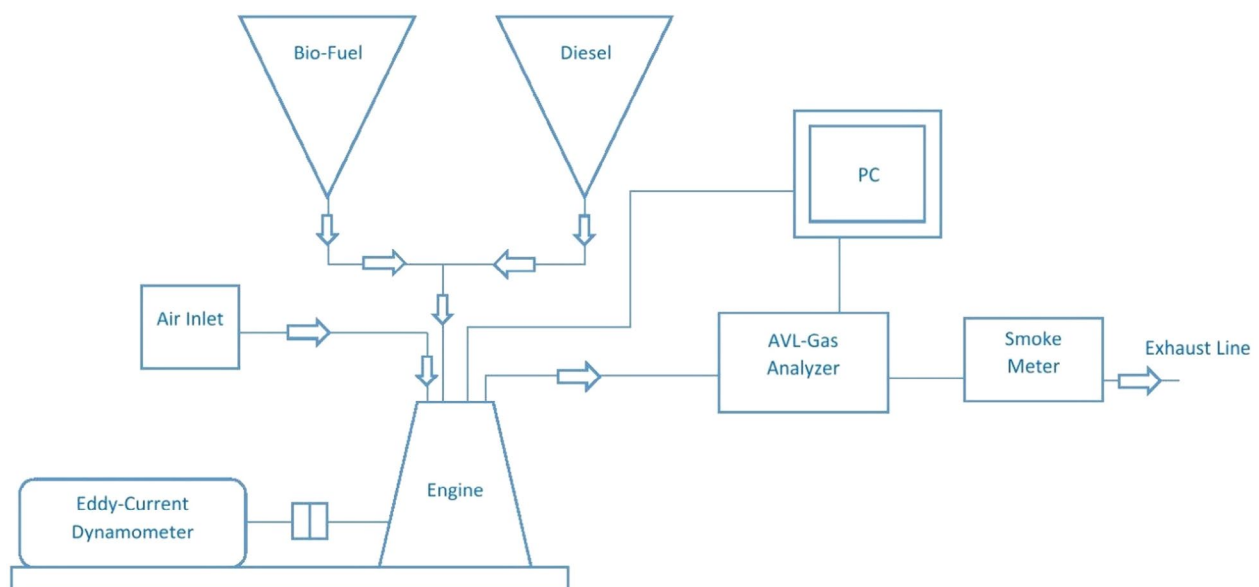 Bio-Fuel
Diesel
PC
Air Inlet
AVL-Gas
Analyzer
Smoke
Meter
Exhaust Line
Engine
Eddy-Current
Dynamometer